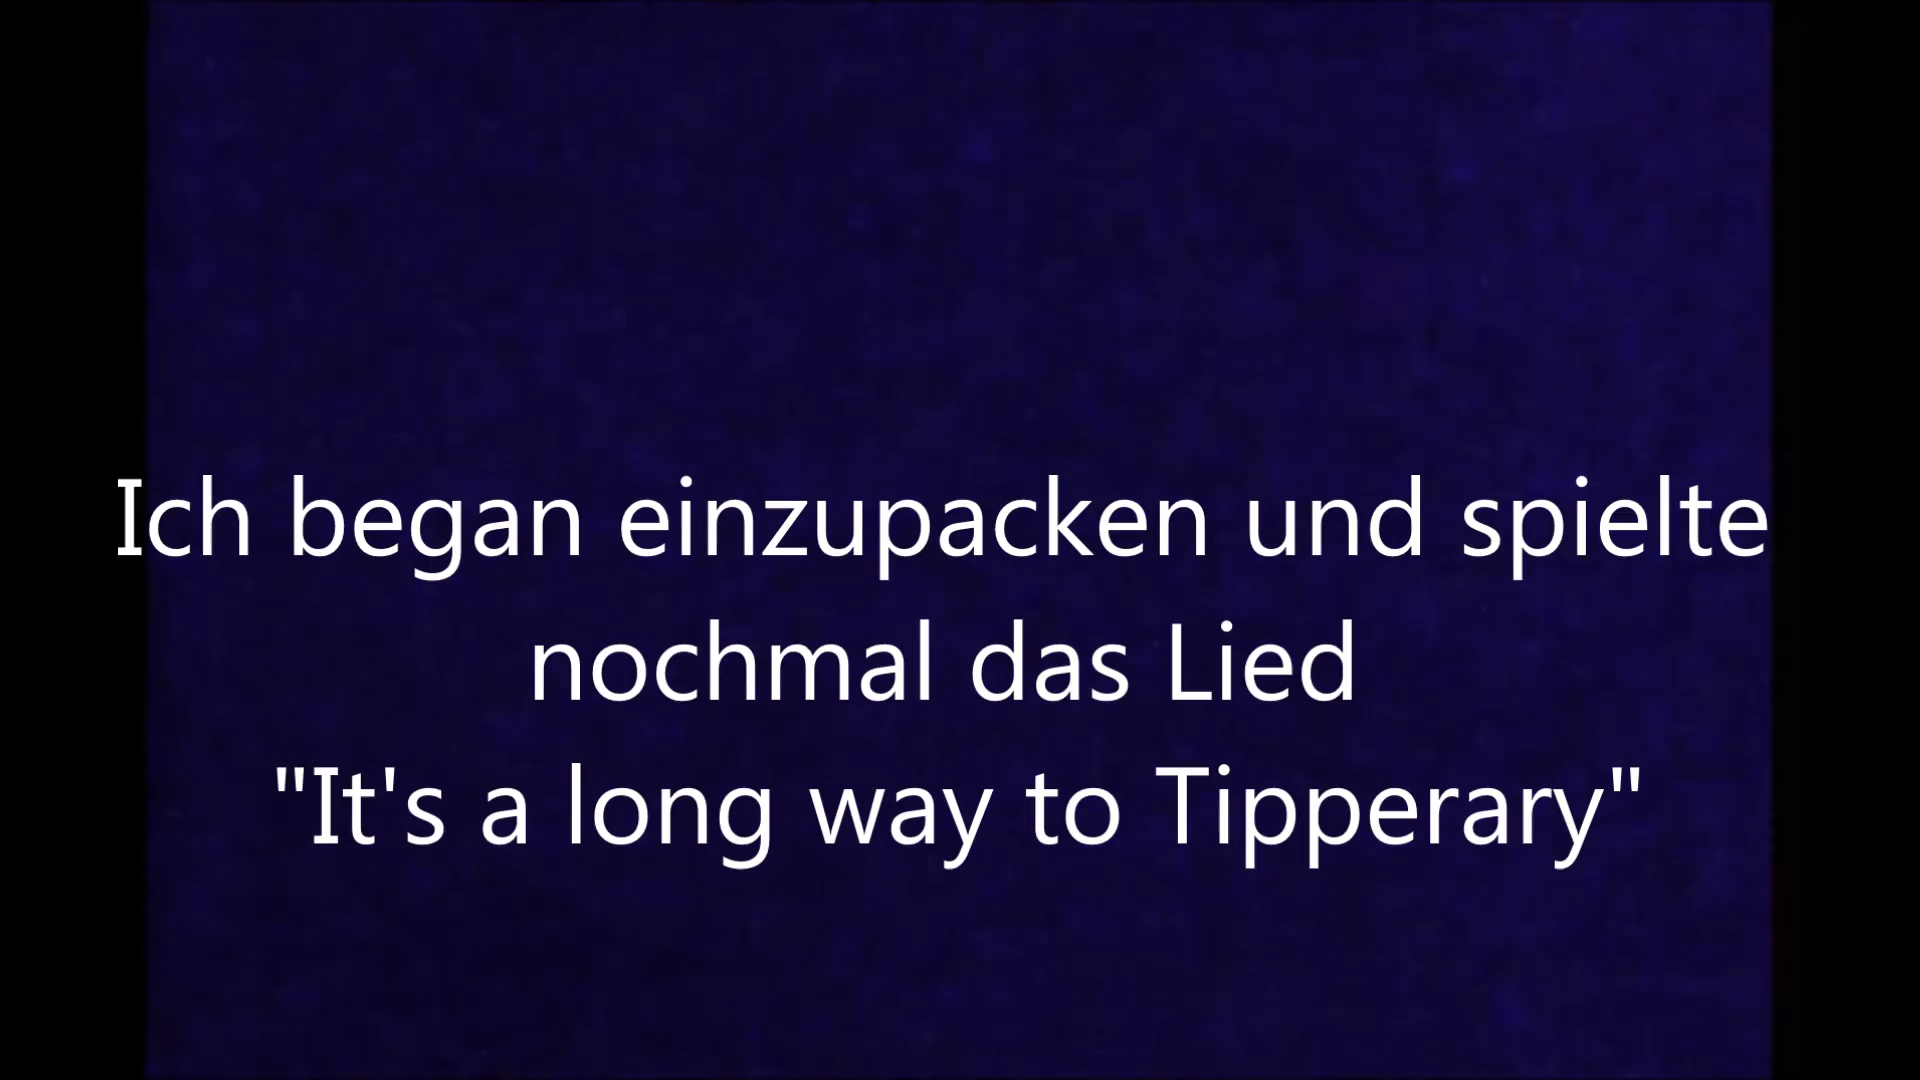 Ich began einzupacken und spielte
nochmal das Lied
"It's a long way to Tipperary"